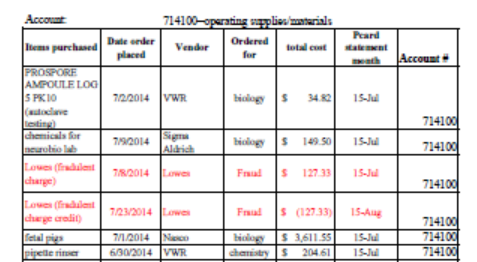 Account: 714100--operating supplies/materials
Items purchased Date order placed Vendor Ordered for total cost Pcard statement month Account #
PROSPORE AMPOULE LOG 5 PK10 (autoclave testing) 7/2/2014 VWR biology $ 34.82 15-Jul 714100
chemicals for neurobio lab 7/9/2014 Sigma Aldrich biology $ 149.50 15-Jul 714100
Lowes (fradulent charge) 7/8/2014 Lowes Fraud $ 127.33 15-Jul 714100
Lowes (fradulent charge credit) 7/23/2014 Lowes Fraud $ (127.33) 15-Aug 714100
fetal pigs 7/1/2014 Nasco biology $ 3,611.55 15-Jul 714100
pipette rinser 6/30/2014 VWR chemistry $ 204.61 15-Jul 714100